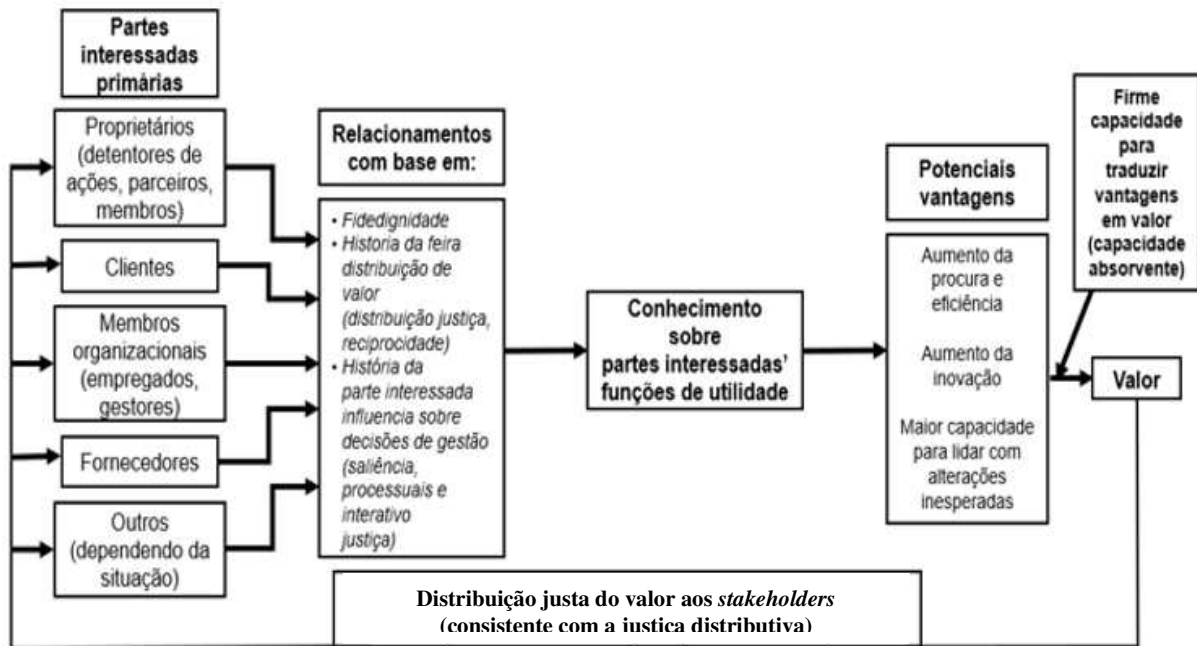 Partes
interessadas
primárias
Proprietários
(detentores de
ações, parceiros,
membros)
Clientes
Membros
organizacionais
(empregados,
gestores)
Fornecedores
Outros
(dependendo da
situação)
Relacionamentos
com base em:
• Fidedignidade
• Historia da feira
distribuição de
valor
(distribuição justiça,
reciprocidade)
• História da
parte interessada
influencia sobre
decisões de gestão
(saliência,
processuais e
interativo
justiça)
Conhecimento
sobre
partes interessadas'
funções de utilidade
Potenciais
vantagens
Aumento da
procura e
eficiência
Aumento da
inovação
Maior capacidade
para lidar com
alterações
inesperadas
Firme
capacidade
para
traduzir
vantagens
em valor
(capacidade
absorvente)
Valor
Distribuição justa do valor aos stakeholders
(consistente com a justiça distributiva)